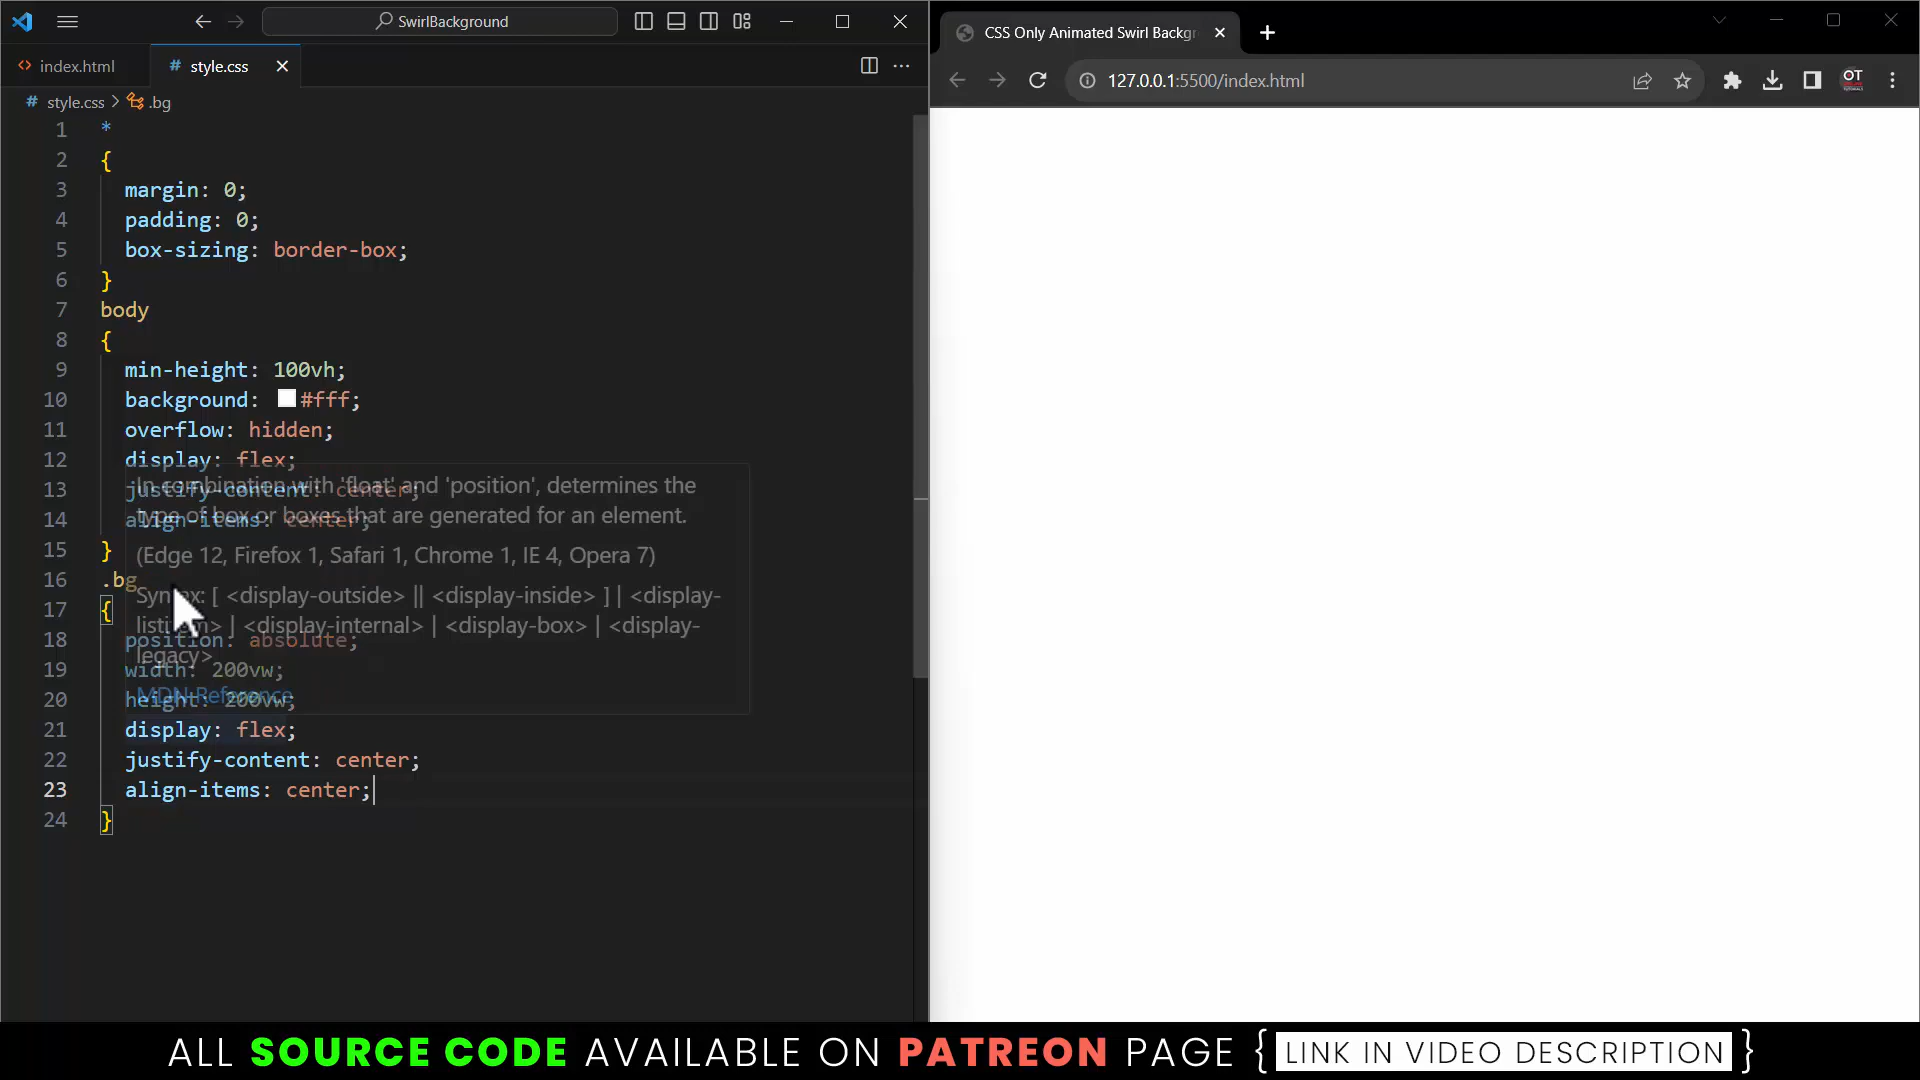 SwirlBackground
index.html
# style.css
# style.css > .bg
1 *
2 {
3 margin: 0;
4 padding: 0;
5 box-sizing: border-box;
6 }
7 body
8 {
9 min-height: 100vh;
10 background: #fff;
11 overflow: hidden;
12 display: flex;
13 justify-content: center;
14 align-items: center;
15 }
16 .bg
17 {
18 position: absolute;
19 width: 200vw;
20 height: 200vw;
21 display: flex;
22 justify-content: center;
23 align-items: center;
24 }
In combination with 'float' and 'position', determines the
type of box or boxes that are generated for an element.
(Edge 12, Firefox 1, Safari 1, Chrome 1, IE 4, Opera 7)
Syntax: [ <display-outside> || <display-inside> ] | <display-
> | <display-internal> | <display-box> | <display-
legacy>
MDN Reference
CSS Only Animated Swirl Backgr
127.0.0.1:5500/index.html
OT
ALL SOURCE CODE AVAILABLE ON PATREON PAGE { LINK IN VIDEO DESCRIPTION }